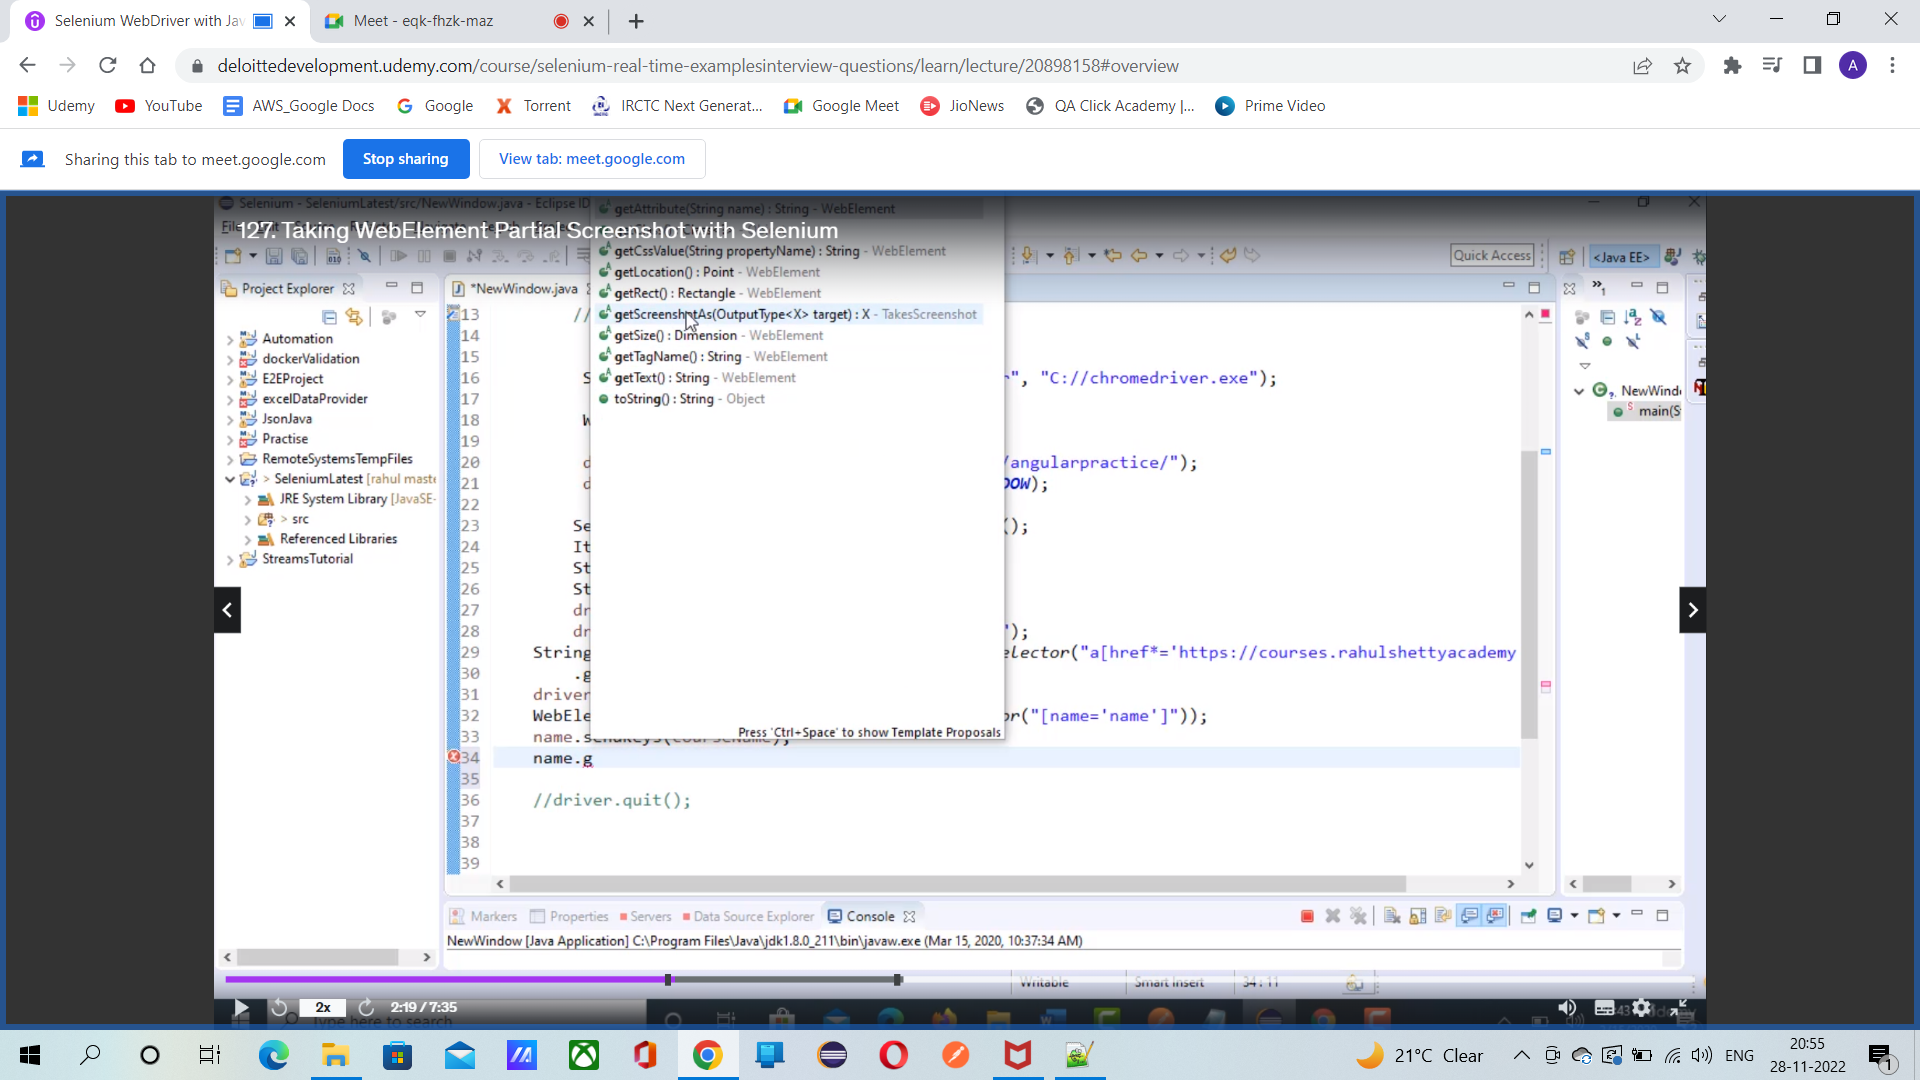 Selenium WebDriver with Jav
Meet - eqk-fhzk-maz
deloittedevelopment.udemy.com/course/selenium-real-time-examplesinterview-questions/learn/lecture/20898158#overview
A
Udemy
YouTube
AWS_Google Docs
Google
Torrent
IRCTC Next Generat...
Google Meet
JioNews
QA Click Academy |...
Prime Video
Sharing this tab to meet.google.com
Stop sharing
View tab: meet.google.com
Selenium - SeleniumLatest/src/NewWindow.java - Eclipse ID
127. Taking WebElement Partial Screenshot with Selenium
getAttribute(String name) : String - WebElement
getCssValue(String propertyName) : String - WebElement
getLocation() : Point - WebElement
getRect() : Rectangle - WebElement
getScreenshotAs(OutputType<X> target) : X - TakesScreenshot
getSize() : Dimension - WebElement
getTagName() : String - WebElement
getText() : String - WebElement
toString() : String - Object
Press 'Ctrl+Space' to show Template Proposals
Quick Access
<Java EE>
Project Explorer
Automation
dockerValidation
E2EProject
excelDataProvider
JsonJava
Practise
RemoteSystemsTempFiles
> SeleniumLatest [rahul maste
JRE System Library [JavaSE-
> src
Referenced Libraries
StreamsTutorial
*NewWindow.java
13 //
14
15
16 S r", "C://chromedriver.exe");
17
18 W
19
20 d /angularpractice/");
21 d DOW);
22
23 Se ();
24 It
25 St
26 St
27 dr
28 dr ");
29 String elector("a[href*='https://courses.rahulshettyacademy
30 .g
31 driver
32 WebEle or("[name='name']"));
33 name.sendKeys(courseName);
34 name.g
35
36 //driver.quit();
37
38
39
NewWind
main(S
Markers
Properties
Servers
Data Source Explorer
Console
NewWindow [Java Application] C:\Program Files\Java\jdk1.8.0_211\bin\javaw.exe (Mar 15, 2020, 10:37:34 AM)
Writable
Smart Insert
34 : 11
2x
2:19 / 7:35
Type here to search
21°C Clear
ENG
20:55
28-11-2022
1